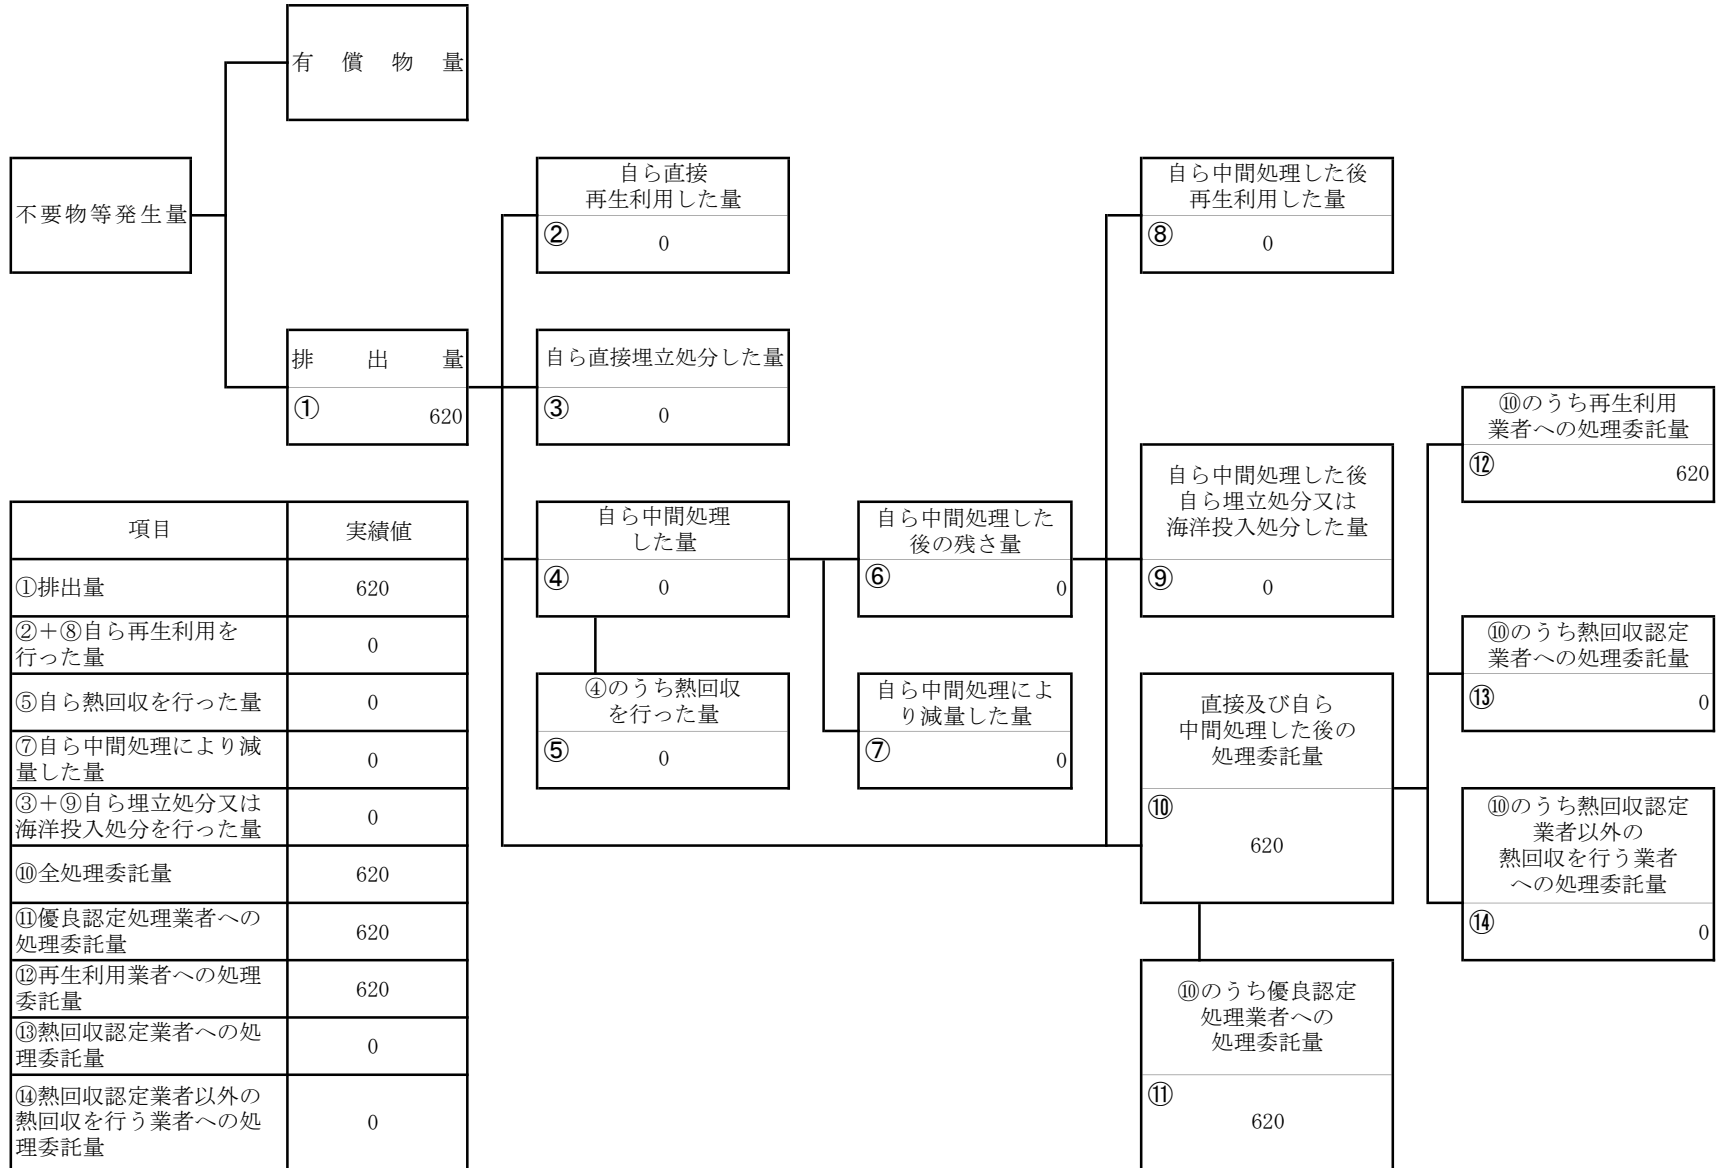 有償物量
不要物等発生量
排出量
① 620
自ら直接
再生利用した量
② 0
自ら直接埋立処分した量
③ 0
自ら中間処理
した量
④ 0
④のうち熱回収
を行った量
⑤ 0
自ら中間処理した
後の残さ量
⑥ 0
自ら中間処理によ
り減量した量
⑦ 0
自ら中間処理した後
再生利用した量
⑧ 0
自ら中間処理した後
自ら埋立処分又は
海洋投入処分した量
⑨ 0
直接及び自ら
中間処理した後の
処理委託量
⑩
620
⑩のうち優良認定
処理業者への
処理委託量
⑪
620
⑩のうち再生利用
業者への処理委託量
⑫ 620
⑩のうち熱回収認定
業者への処理委託量
⑬ 0
⑩のうち熱回収認定
業者以外の
熱回収を行う業者
への処理委託量
⑭ 0
項目 実績値
①排出量 620
②+⑧自ら再生利用を
行った量 0
⑤自ら熱回収を行った量 0
⑦自ら中間処理により減
量した量 0
③+⑨自ら埋立処分又は
海洋投入処分を行った量 0
⑩全処理委託量 620
⑪優良認定処理業者への
処理委託量 620
⑫再生利用業者への処理
委託量 620
⑬熱回収認定業者への処
理委託量 0
⑭熱回収認定業者以外の
熱回収を行う業者への処
理委託量 0